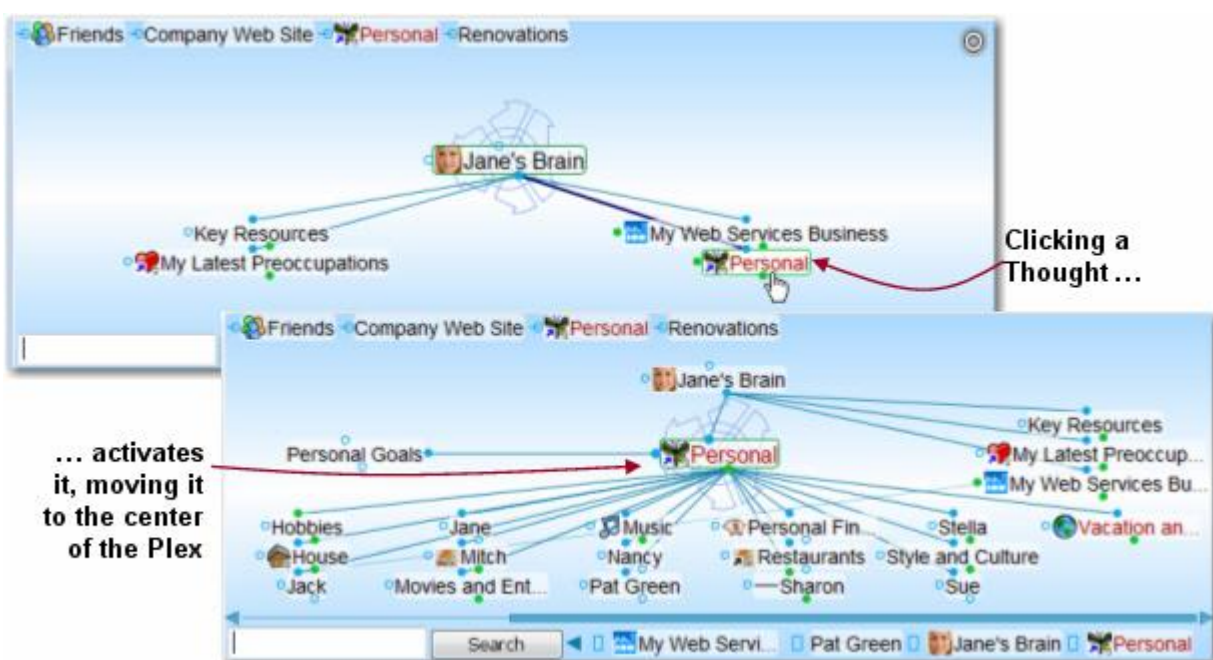 Friends Company Web Site Personal Renovations
Jane's Brain
Key Resources
My Web Services Business
My Latest Preoccupations
Personal
Clicking a
Thought ...
Friends Company Web Site Personal Renovations
Jane's Brain
Key Resources
Personal Goals
Personal
My Latest Preoccup...
My Web Services Bu...
... activates
it, moving it
to the center
of the Plex
Hobbies Jane Music Personal Fin... Stella Vacation an...
House Mitch Nancy Restaurants Style and Culture
Jack Movies and Ent... Pat Green Sharon Sue
Search My Web Servi... Pat Green Jane's Brain Personal